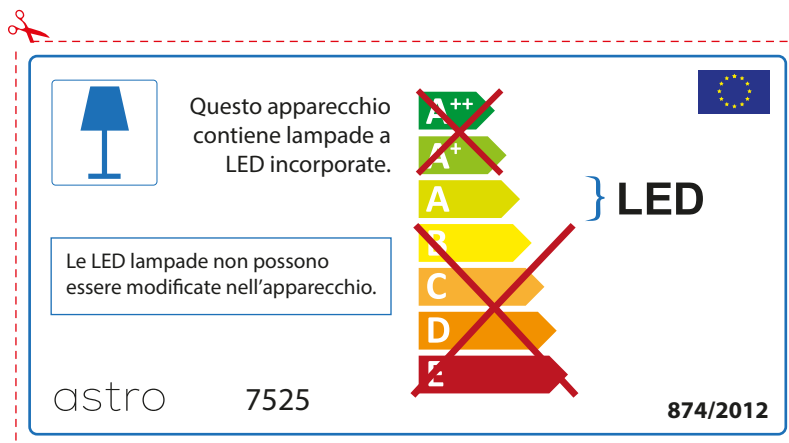 Questo apparecchio
contiene lampade a
LED incorporate.
A++
A+
A
B
C
D
E
LED
Le LED lampade non possono
essere modificate nell'apparecchio.
astro
7525
874/2012